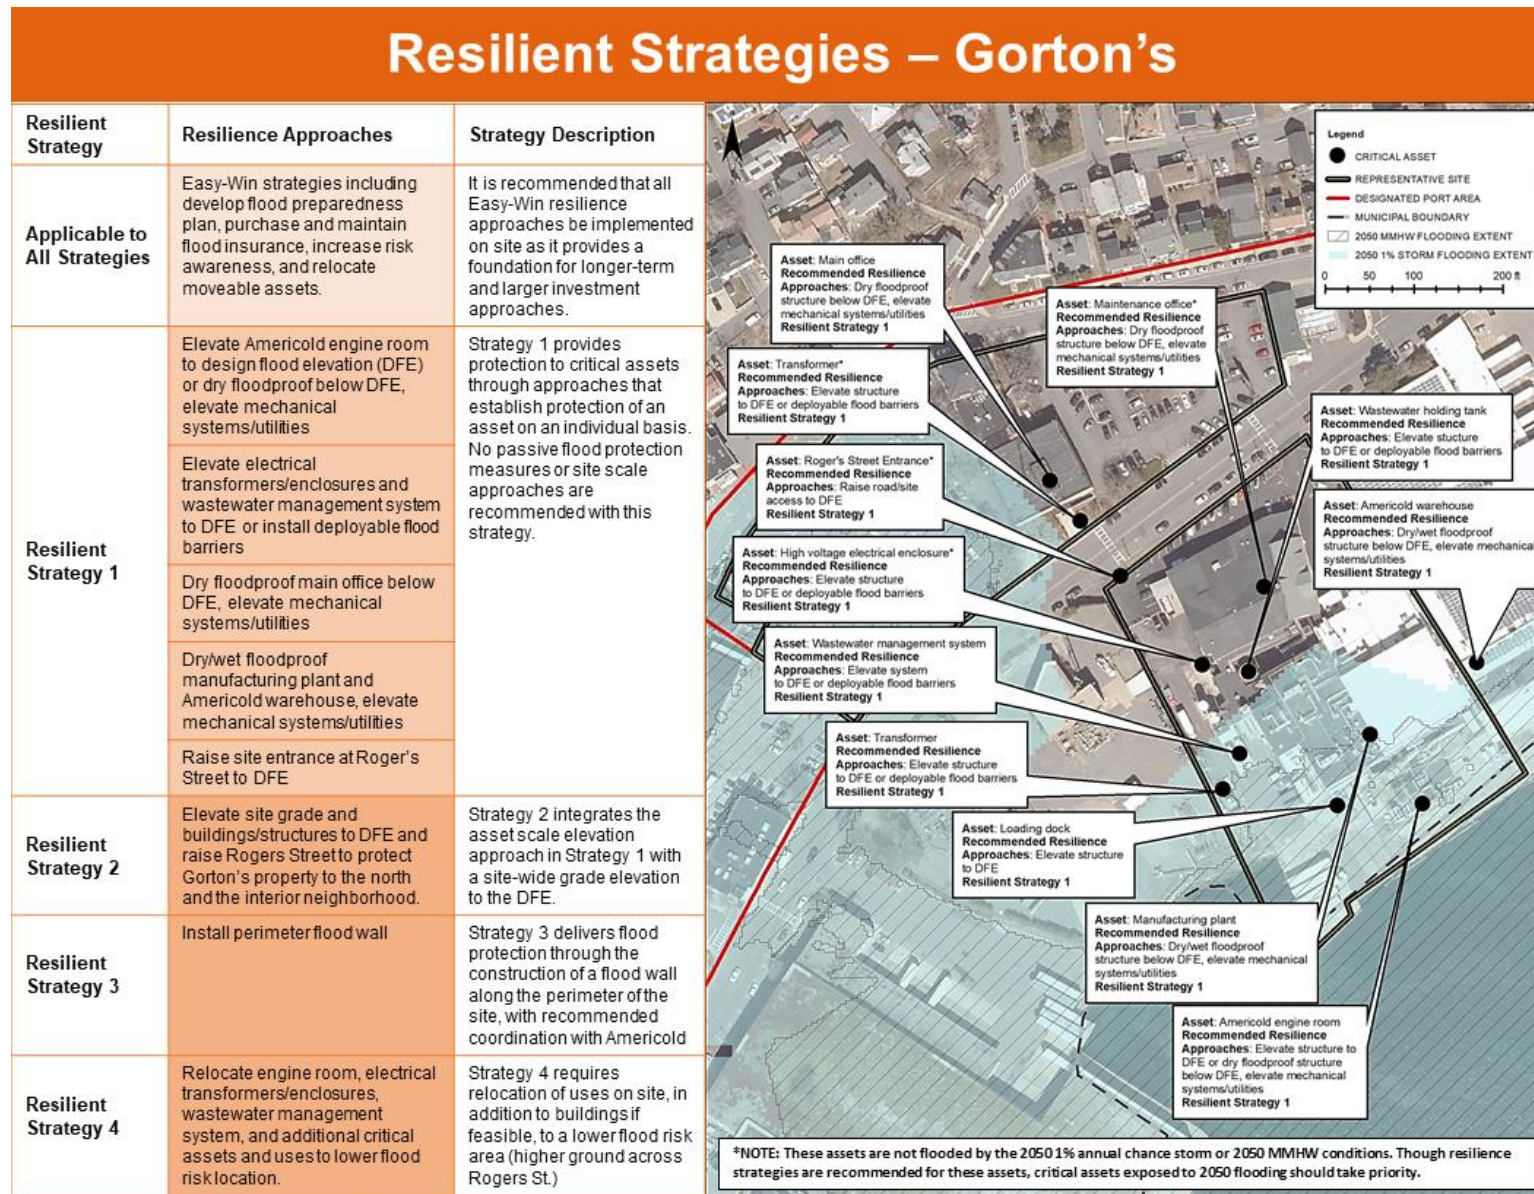 Resilient Strategies – Gorton's
Resilient
Strategy
Resilience Approaches
Strategy Description
Applicable to
All Strategies
Easy-Win strategies including
develop flood preparedness
plan, purchase and maintain
flood insurance, increase risk
awareness, and relocate
moveable assets.
It is recommended that all
Easy-Win resilience
approaches be implemented
on site as it provides a
foundation for longer-term
and larger investment
approaches.
Resilient
Strategy 1
Elevate Americold engine room
to design flood elevation (DFE)
or dry floodproof below DFE,
elevate mechanical
systems/utilities
Elevate electrical
transformers/enclosures and
wastewater management system
to DFE or install deployable flood
barriers
Dry floodproof main office below
DFE, elevate mechanical
systems/utilities
Dry/wet floodproof
manufacturing plant and
Americold warehouse, elevate
mechanical systems/utilities
Raise site entrance at Roger's
Street to DFE
Strategy 1 provides
protection to critical assets
through approaches that
establish protection of an
asset on an individual basis.
No passive flood protection
measures or site scale
approaches are
recommended with this
strategy.
Resilient
Strategy 2
Elevate site grade and
buildings/structures to DFE and
raise Rogers Street to protect
Gorton's property to the north
and the interior neighborhood.
Strategy 2 integrates the
asset scale elevation
approach in Strategy 1 with
a site-wide grade elevation
to the DFE.
Resilient
Strategy 3
Install perimeter flood wall
Strategy 3 delivers flood
protection through the
construction of a flood wall
along the perimeter of the
site, with recommended
coordination with Americold
Resilient
Strategy 4
Relocate engine room, electrical
transformers/enclosures,
wastewater management
system, and additional critical
assets and uses to lower flood
risk location.
Strategy 4 requires
relocation of uses on site, in
addition to buildings if
feasible, to a lower flood risk
area (higher ground across
Rogers St.)
Legend
CRITICAL ASSET
REPRESENTATIVE SITE
DESIGNATED PORT AREA
MUNICIPAL BOUNDARY
2050 MMHW FLOODING EXTENT
2050 1% STORM FLOODING EXTENT
0 50 100 200 ft
Asset: Main office
Recommended Resilience
Approaches: Dry floodproof
structure below DFE, elevate
mechanical systems/utilities
Resilient Strategy 1
Asset: Maintenance office*
Recommended Resilience
Approaches: Dry floodproof
structure below DFE, elevate
mechanical systems/utilities
Resilient Strategy 1
Asset: Transformer*
Recommended Resilience
Approaches: Elevate structure
to DFE or deployable flood barriers
Resilient Strategy 1
Asset: Wastewater holding tank
Recommended Resilience
Approaches: Elevate stucture
to DFE or deployable flood barriers
Resilient Strategy 1
Asset: Roger's Street Entrance*
Recommended Resilience
Approaches: Raise road/site
access to DFE
Resilient Strategy 1
Asset: Americold warehouse
Recommended Resilience
Approaches: Dry/wet floodproof
structure below DFE, elevate mechanical
systems/utilities
Resilient Strategy 1
Asset: High voltage electrical enclosure*
Recommended Resilience
Approaches: Elevate structure
to DFE or deployable flood barriers
Resilient Strategy 1
Asset: Wastewater management system
Recommended Resilience
Approaches: Elevate system
to DFE or deployable flood barriers
Resilient Strategy 1
Asset: Transformer
Recommended Resilience
Approaches: Elevate structure
to DFE or deployable flood barriers
Resilient Strategy 1
Asset: Loading dock
Recommended Resilience
Approaches: Elevate structure
to DFE
Resilient Strategy 1
Asset: Manufacturing plant
Recommended Resilience
Approaches: Dry/wet floodproof
structure below DFE, elevate mechanical
systems/utilities
Resilient Strategy 1
Asset: Americold engine room
Recommended Resilience
Approaches: Elevate structure to
DFE or dry floodproof structure
below DFE, elevate mechanical
systems/utilities
Resilient Strategy 1
*NOTE: These assets are not flooded by the 2050 1% annual chance storm or 2050 MMHW conditions. Though resilience
strategies are recommended for these assets, critical assets exposed to 2050 flooding should take priority.